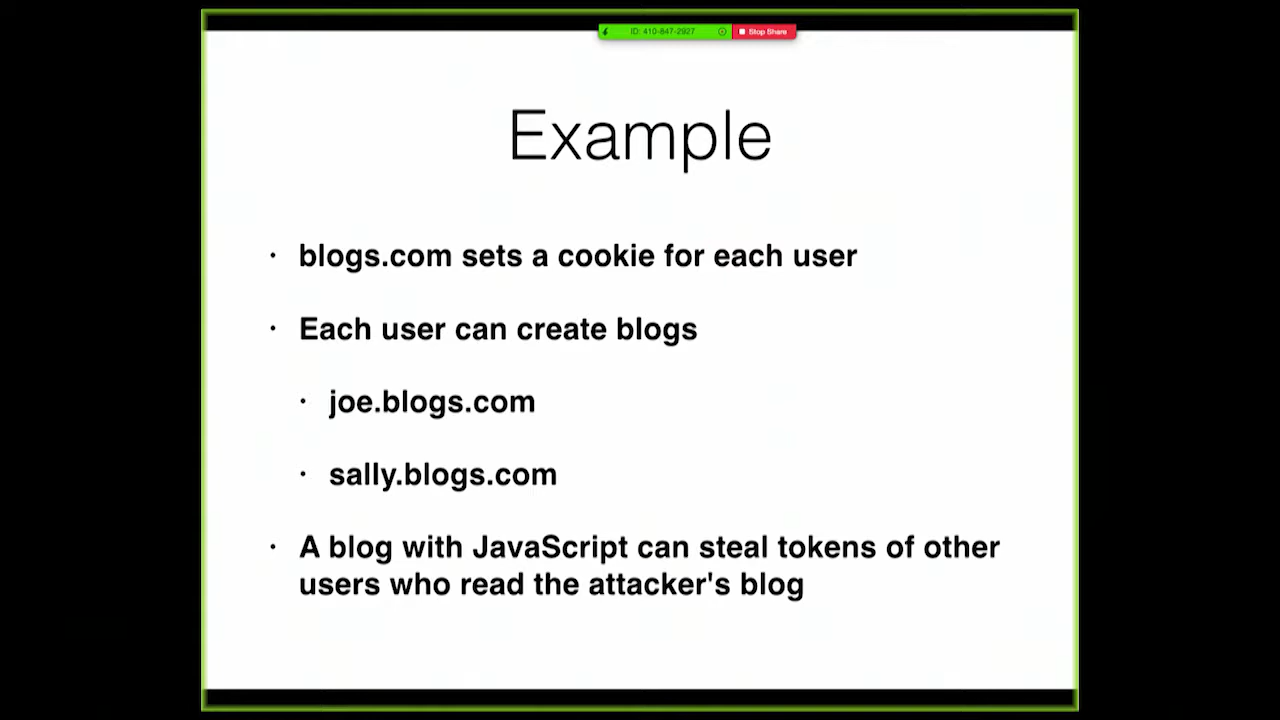 ID: 410-847-2927
Stop Share
Example
• blogs.com sets a cookie for each user
• Each user can create blogs
• joe.blogs.com
• sally.blogs.com
• A blog with JavaScript can steal tokens of other
users who read the attacker's blog